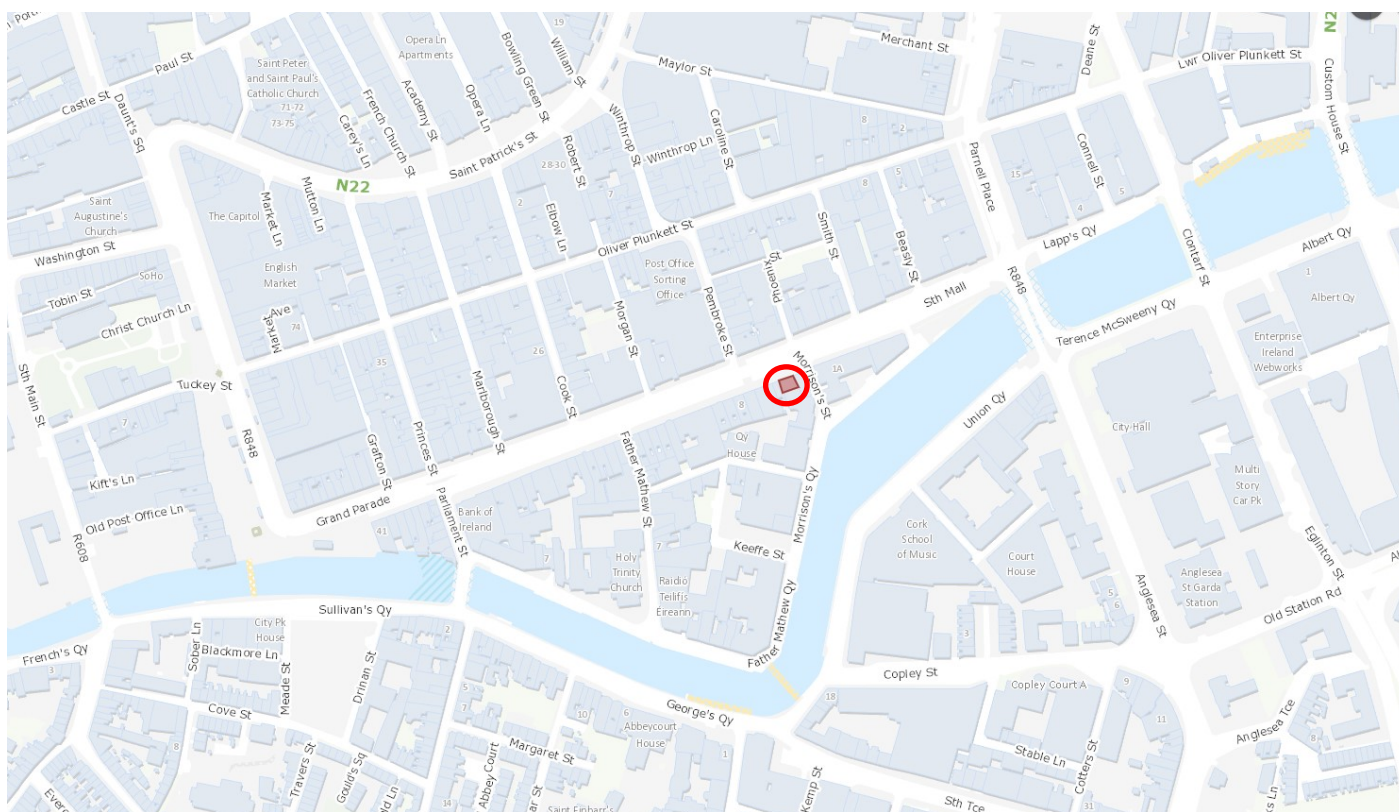 Merchant St
Deane St
N2
Lwr Oliver Plunkett St
Custom House St
Opera Ln
Apartments
Bowling Green St
19
William St
Paul St
Saint Peter
and Saint Paul's
Catholic Church
71-72
73-75
Castle St
Daunt's Sq
Carey's Ln
French Church St
Academy St
Opera Ln
Maylor St
Winthrop St
Caroline St
8
2
Winthrop Ln
Robert St
28-30
Saint Patrick's St
N22
Connell St
15
5
4
Parnell Place
Saint
Augustine's
Church
The Capitol
Market Ln
Mutton Ln
2
Elbow Ln
7
8
5
Smith St
Beasly St
Lapp's Qy
Clontarf St
Albert Qy
1
Albert Qy
Washington St
SoHo
English
Market
Oliver Plunkett St
Post Office
Sorting
Office
Phoenix St
R848
Sth Mall
Tobin St
Christ Church Ln
Market Ave
74
Morgan St
Pembroke St
Terence McSweeny Qy
Enterprise
Ireland
Webworks
Sth Main St
Tuckey St
35
26
Cook St
Marlborough St
Morrison's St
1A
7
R848
Grafton St
Princes St
8
Union Qy
City Hall
Kift's Ln
Father Mathew St
Qy
House
Multi
Story
Car Pk
Grand Parade
Old Post Office Ln
41
Parliament St
Bank of
Ireland
Morrison's Qy
R608
Cork
School
of Music
Court
House
Eglinton St
Keeffe St
7
7
Holy
Trinity
Church
Raidió
Teilifís
Éireann
Anglesea
St Garda
Station
Anglesea St
5
6
3
Father Mathew Qy
Old Station Rd
Sullivan's Qy
City Pk
House
2
Sober Ln
French's Qy
3
Blackmore Ln
Meade St
Drinan St
Copley St
Copley Court A
9
11
18
5
7
Cove St
George's Qy
10
6
Abbeycourt
House
1
Anglesea Tce
8
8
Travers St
Gould's Sq
Abbey Court
Margaret St
Stable Ln
Cotters St
14
Kemp St
Sth Tce
31
Saint Finbarr's